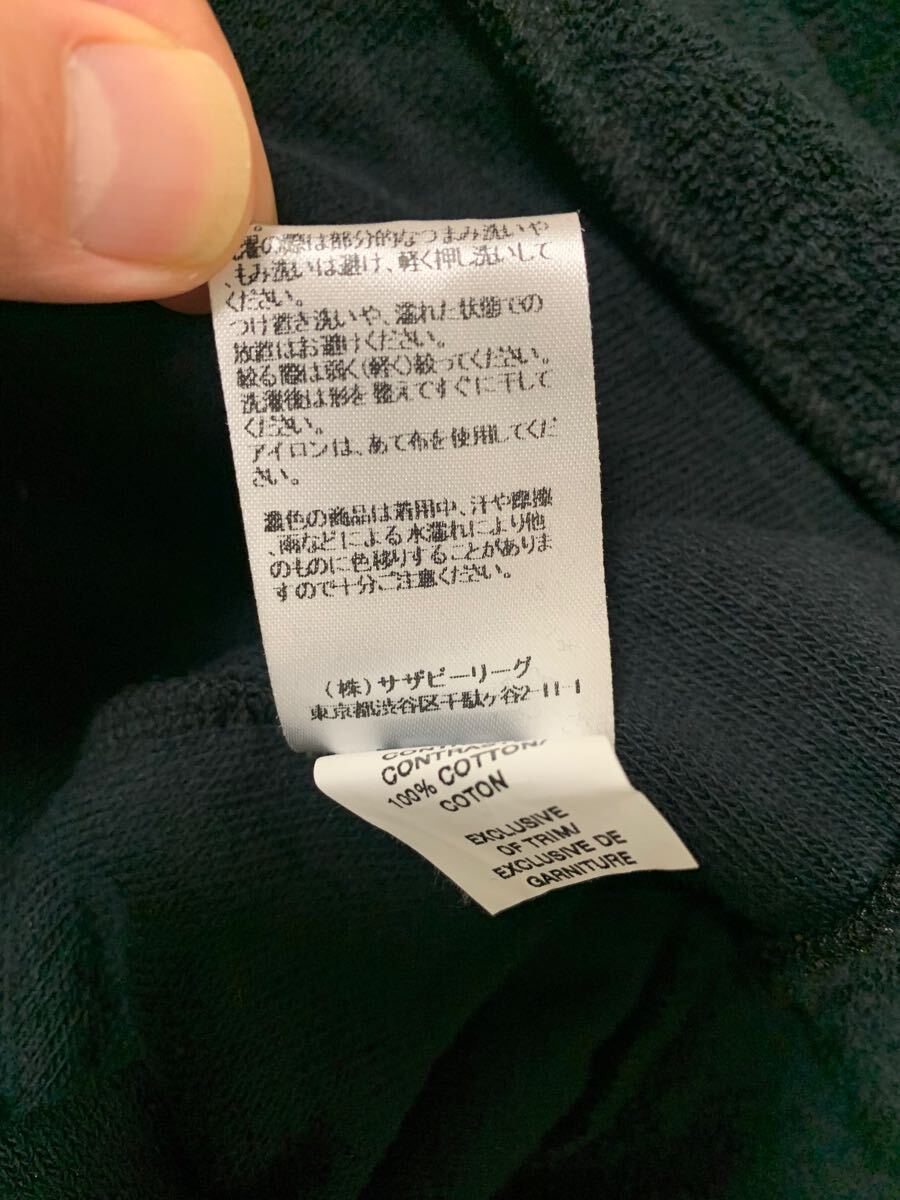 濯の際は部分的なつまみ洗いや
、もみ洗いは避け、軽く押し洗いして
ください。
つけ置き洗いや、濡れた状態での
放置はお避けください。
絞る際は弱く(軽く)絞ってください。
洗濯後は形を整えてすぐに干して
ください。
アイロンは、あて布を使用してくだ
さい。
濃色の商品は着用中、汗や摩擦
、雨などによる水濡れにより他
のものに色移りすることがありま
すので十分ご注意ください。
(株)サザビーリーグ
東京都渋谷区千駄ヶ谷2-11-1
100% COTTON/
COTON
EXCLUSIVE
OF TRIM/
EXCLUSIVE DE
GARNITURE